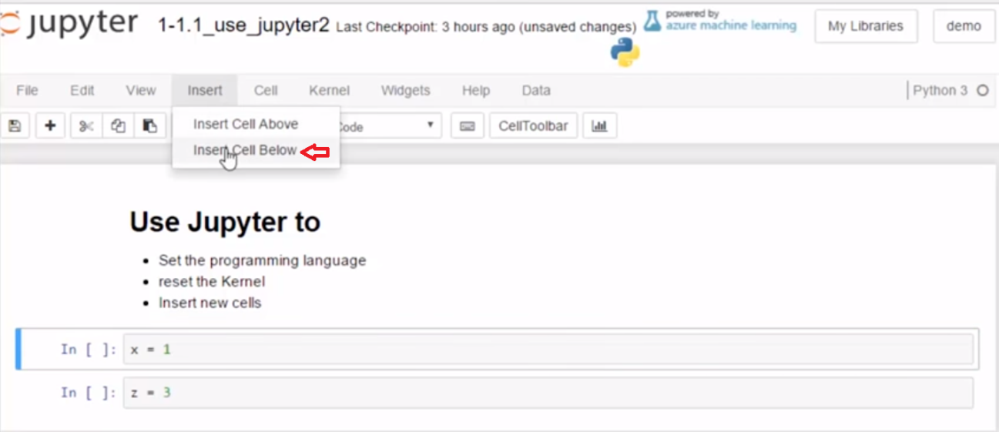 jupyter 1-1.1_use_jupyter2 Last Checkpoint: 3 hours ago (unsaved changes)
powered by
azure machine learning
My Libraries
demo
File Edit View Insert Cell Kernel Widgets Help Data
Python 3
Insert Cell Above
Insert Cell Below
Code
CellToolbar
Use Jupyter to
• Set the programming language
• reset the Kernel
• Insert new cells
In [ ]: x = 1
In [ ]: z = 3